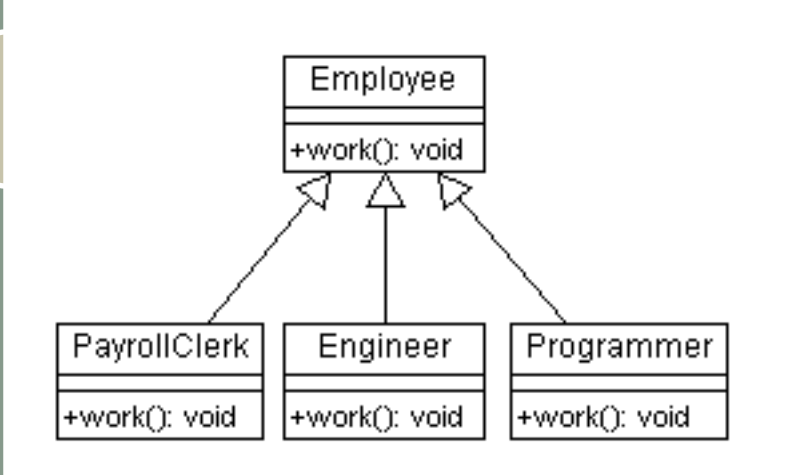 Employee
+work(): void
PayrollClerk
+work(): void
Engineer
+work(): void
Programmer
+work(): void